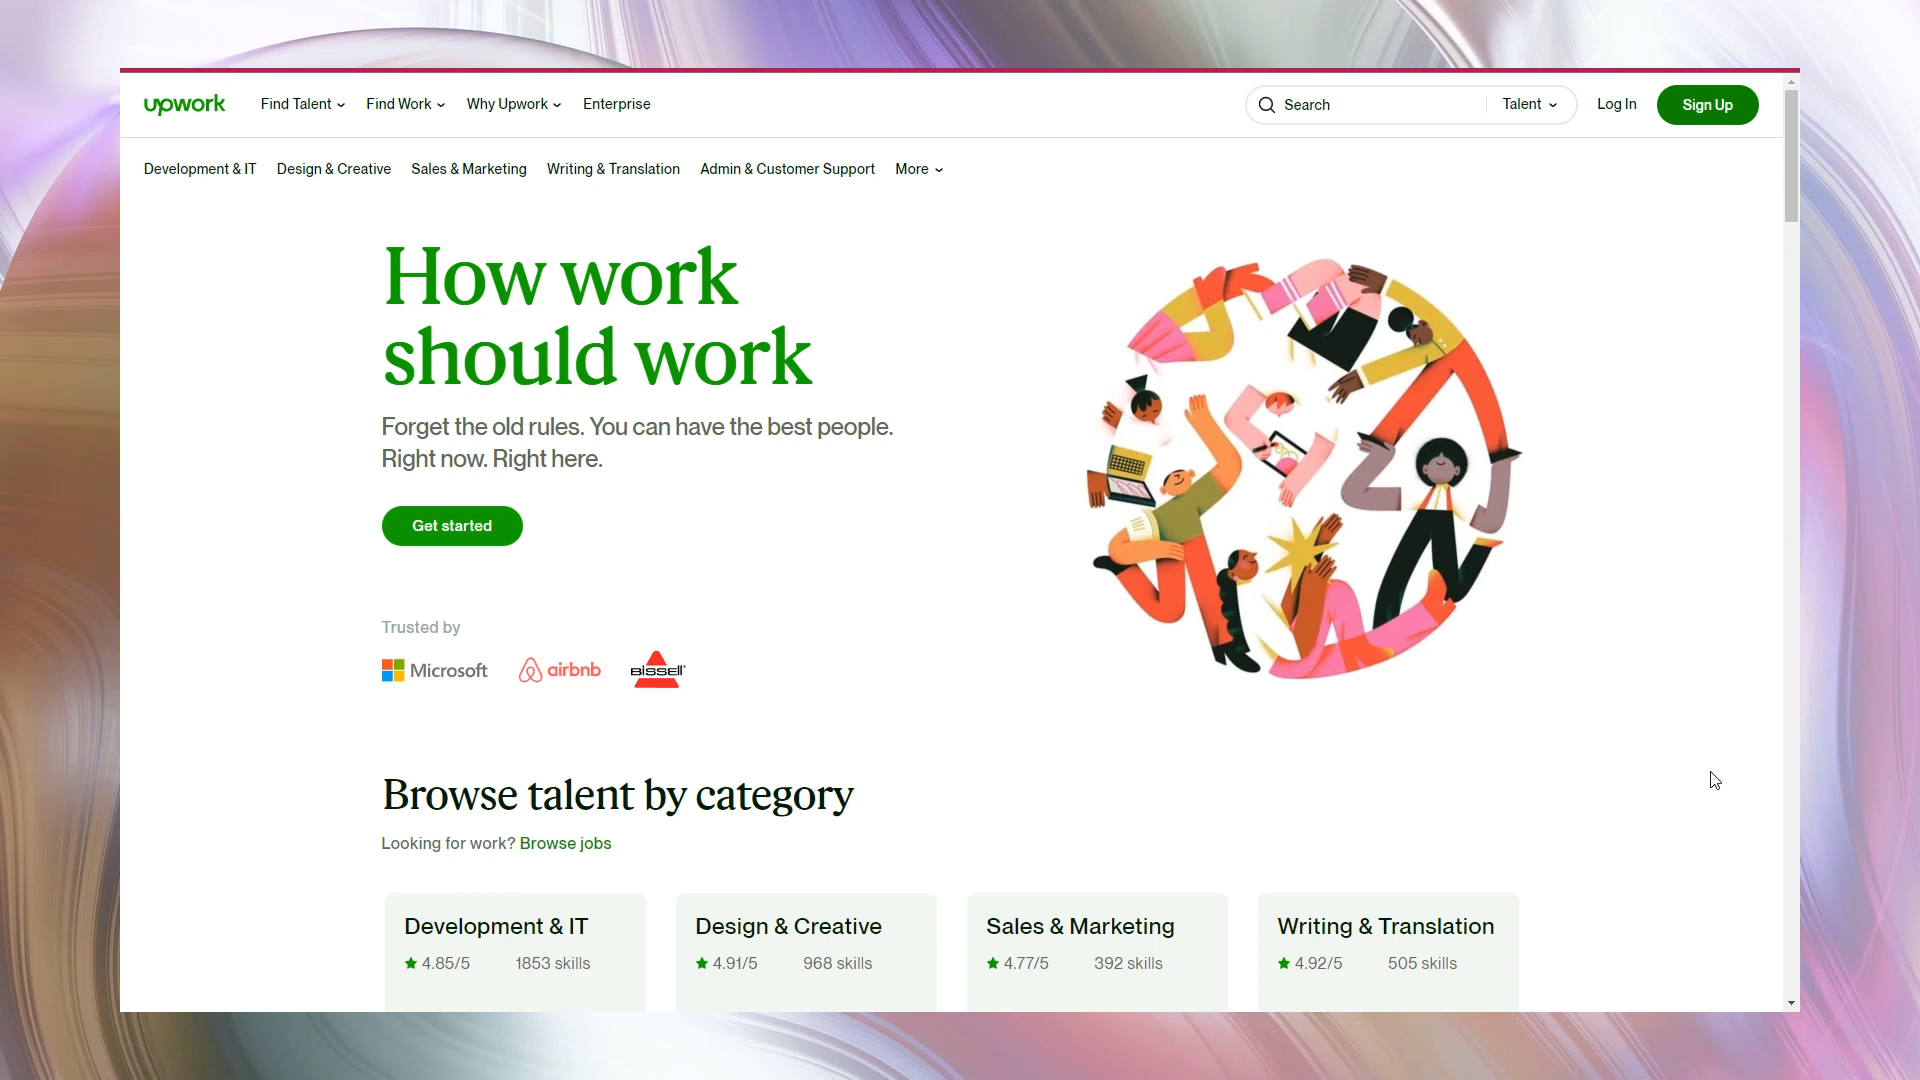 upwork Find Talent Find Work Why Upwork Enterprise Search Talent Log In Sign Up
Development & IT Design & Creative Sales & Marketing Writing & Translation Admin & Customer Support More
How work
should work
Forget the old rules. You can have the best people.
Right now. Right here.
Get started
Trusted by
Microsoft airbnb BISSELL
Browse talent by category
Looking for work? Browse jobs
Development & IT Design & Creative Sales & Marketing Writing & Translation
4.85/5 1853 skills 4.91/5 968 skills 4.77/5 392 skills 4.92/5 505 skills